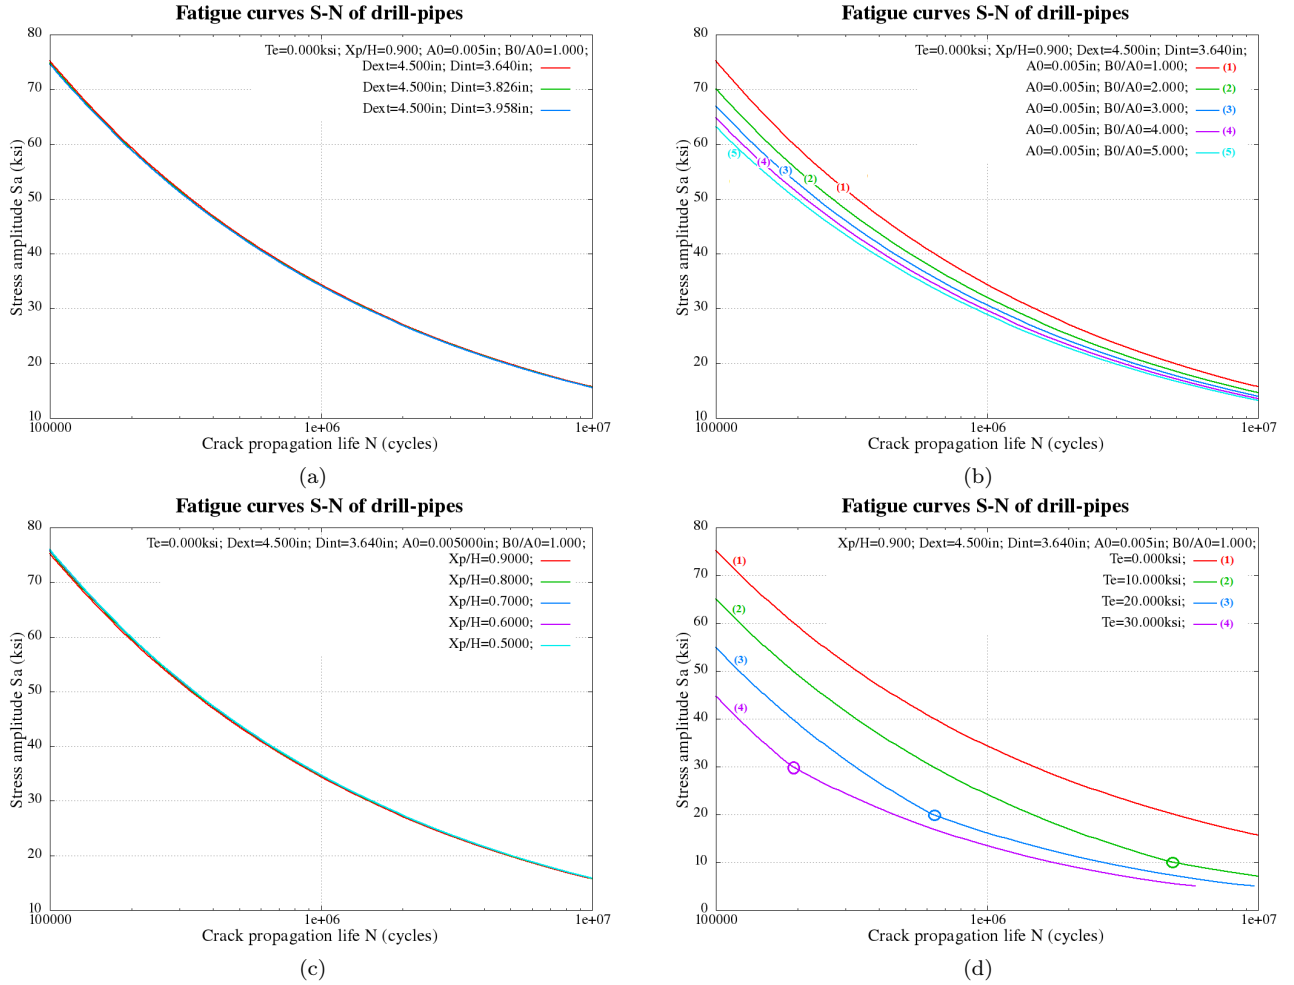 Fatigue curves S-N of drill-pipes
Te=0.000ksi; Xp/H=0.900; A0=0.005in; B0/A0=1.000;
Dext=4.500in; Dint=3.640in;
Dext=4.500in; Dint=3.826in;
Dext=4.500in; Dint=3.958in;
80
70
60
50
40
30
20
10
Stress amplitude Sa (ksi)
100000
1e+06
1e+07
Crack propagation life N (cycles)
(a)
Fatigue curves S-N of drill-pipes
Te=0.000ksi; Xp/H=0.900; Dext=4.500in; Dint=3.640in;
A0=0.005in; B0/A0=1.000; (1)
A0=0.005in; B0/A0=2.000; (2)
A0=0.005in; B0/A0=3.000; (3)
A0=0.005in; B0/A0=4.000; (4)
A0=0.005in; B0/A0=5.000; (5)
(5)
(4)
(3)
(2)
(1)
80
70
60
50
40
30
20
10
Stress amplitude Sa (ksi)
100000
1e+06
1e+07
Crack propagation life N (cycles)
(b)
Fatigue curves S-N of drill-pipes
Te=0.000ksi; Dext=4.500in; Dint=3.640in; A0=0.005000in; B0/A0=1.000;
Xp/H=0.9000;
Xp/H=0.8000;
Xp/H=0.7000;
Xp/H=0.6000;
Xp/H=0.5000;
80
70
60
50
40
30
20
10
Stress amplitude Sa (ksi)
100000
1e+06
1e+07
Crack propagation life N (cycles)
(c)
Fatigue curves S-N of drill-pipes
Xp/H=0.900; Dext=4.500in; Dint=3.640in; A0=0.005in; B0/A0=1.000;
Te=0.000ksi; (1)
Te=10.000ksi; (2)
Te=20.000ksi; (3)
Te=30.000ksi; (4)
(1)
(2)
(3)
(4)
80
70
60
50
40
30
20
10
0
Stress amplitude Sa (ksi)
100000
1e+06
1e+07
Crack propagation life N (cycles)
(d)